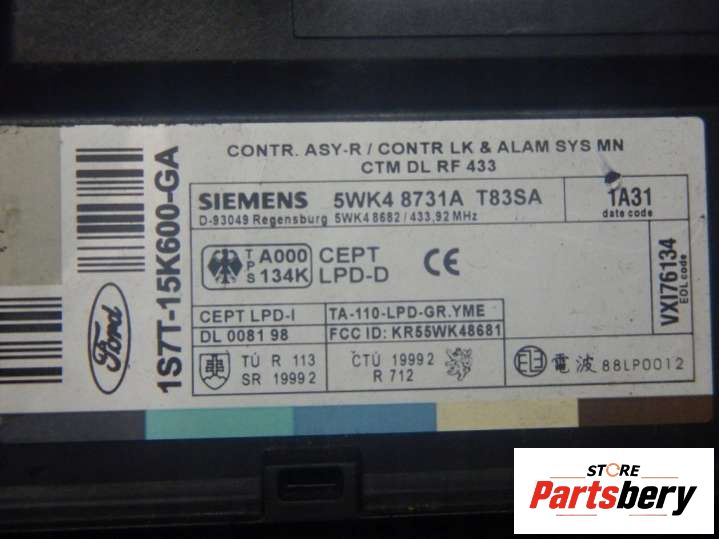 CONTR. ASY-R / CONTR LK & ALAM SYS MN
CTM DL RF 433
SIEMENS 5WK4 8731A T83SA
D-93049 Regensburg 5WK4 8682 / 433,92 MHz
1A31
date code
TPS A000 134K
CEPT
LPD-D
CE
VXI76134
EOL code
CEPT LPD-I
DL 0081 98
TA-110-LPD-GR.YME
FCC ID: KR55WK48681
TÚ R 113
SR 1999 2
ČTÚ 1999 2
R 712
電波 88LP0012
Ford
1S7T-15K600-GA
STORE
Partsbery